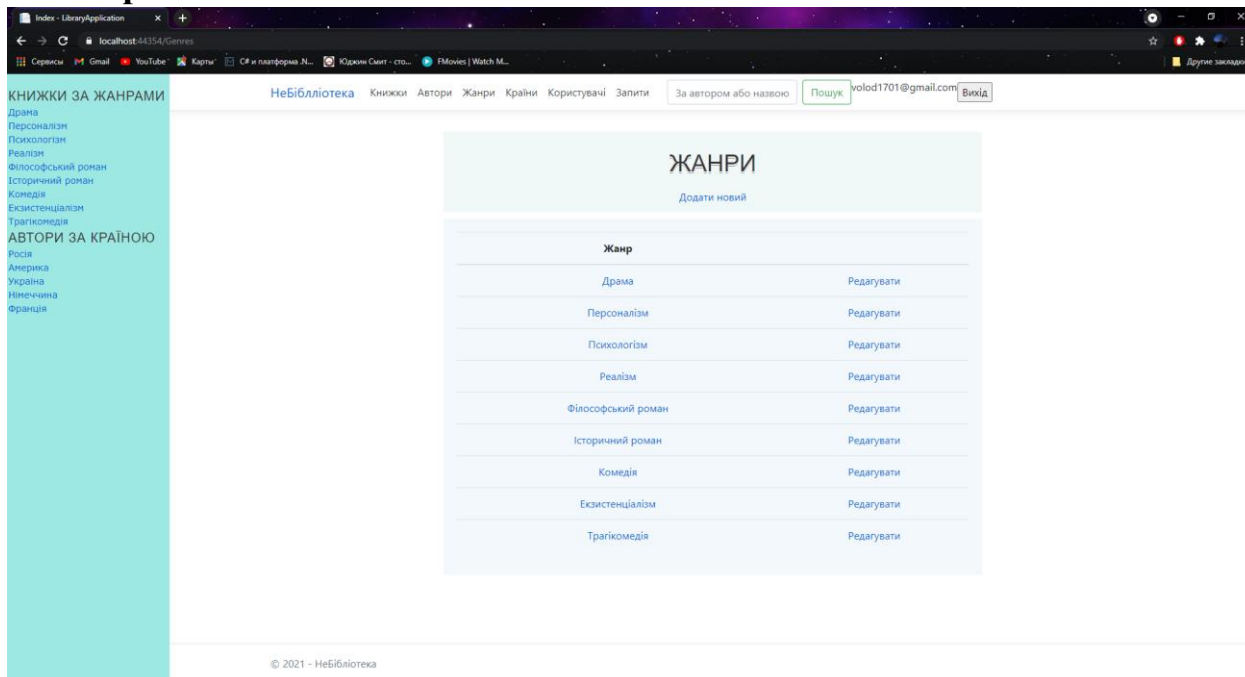 Index - LibraryApplication
localhost:44354/Genres
Сервисы Gmail YouTube Карты С# и платформа .N... Юджин Смит - сто... FMovies | Watch M... Другие закладки
КНИЖКИ ЗА ЖАНРАМИ
Драма
Персоналізм
Психологізм
Реалізм
Філософський роман
Історичний роман
Комедія
Екзистенціалізм
Трагікомедія
АВТОРИ ЗА КРАЇНОЮ
Росія
Америка
Україна
Німеччина
Франція
НеБіблліотека Книжки Автори Жанри Країни Користувачі Запити За автором або назвою Пошук volod1701@gmail.com Вихід
ЖАНРИ
Додати новий
Жанр
Драма Редагувати
Персоналізм Редагувати
Психологізм Редагувати
Реалізм Редагувати
Філософський роман Редагувати
Історичний роман Редагувати
Комедія Редагувати
Екзистенціалізм Редагувати
Трагікомедія Редагувати
© 2021 - НеБібліотека